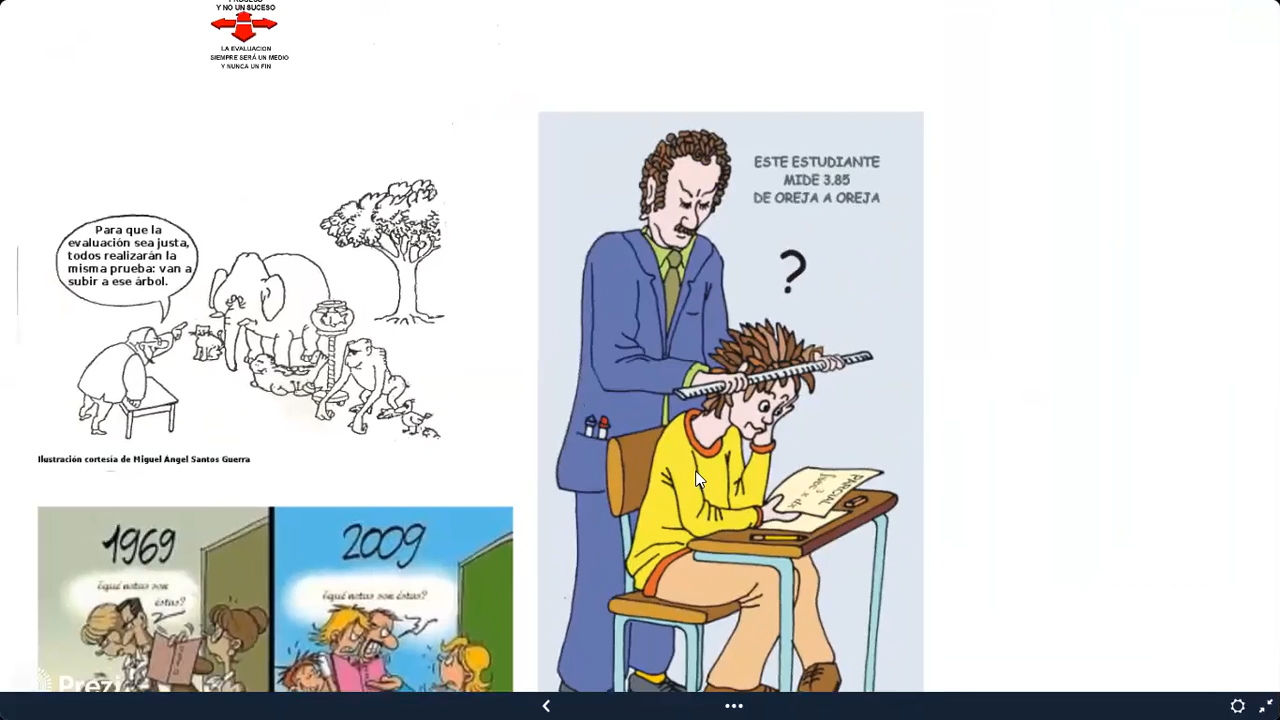 PROCESO
Y NO UN SUCESO
LA EVALUACION
SIEMPRE SERÁ UN MEDIO
Y NUNCA UN FIN
Para que la
evaluación sea justa,
todos realizarán la
misma prueba: van a
subir a ese árbol.
Ilustración cortesía de Miguel Ángel Santos Guerra
1969
¿qué notas son
éstas?
2009
¿qué notas son éstas?
ESTE ESTUDIANTE
MIDE 3.85
DE OREJA A OREJA
?
PARCIAL
Prezi